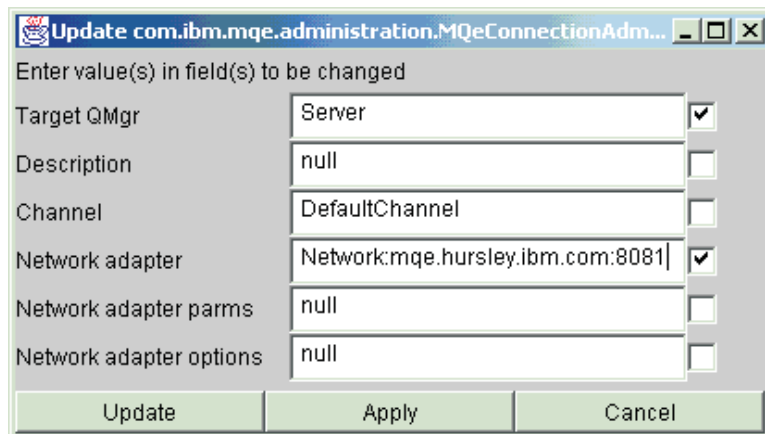 Update com.ibm.mqe.administration.MQeConnectionAdm...
Enter value(s) in field(s) to be changed
Target QMgr Server
Description null
Channel DefaultChannel
Network adapter Network:mqe.hursley.ibm.com:8081
Network adapter parms null
Network adapter options null
Update Apply Cancel